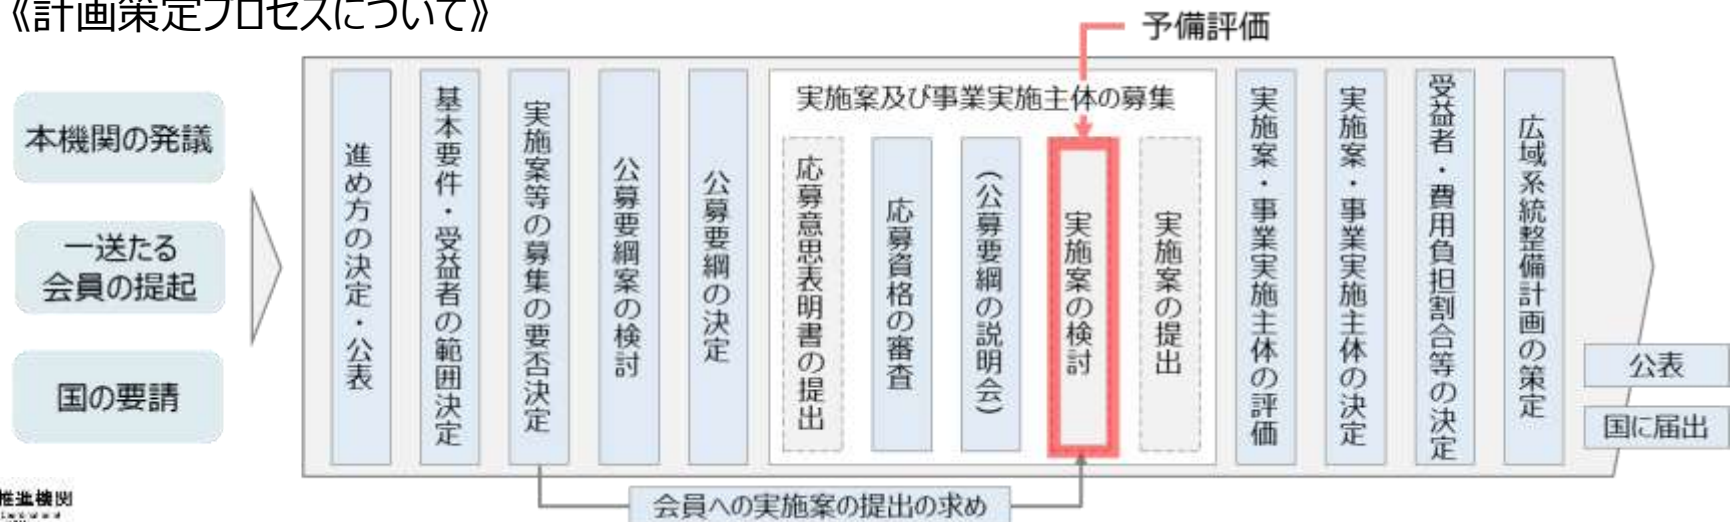 《計画策定プロセスについて》
予備評価
本機関の発議
一送たる
会員の提起
国の要請
進め方の決定・公表
基本要件・受益者の範囲決定
実施案等の募集の要否決定
公募要綱案の検討
公募要綱の決定
実施案及び事業実施主体の募集
応募意思表明書の提出
応募資格の審査
(公募要綱の説明会)
実施案の検討
実施案の提出
実施案・事業実施主体の評価
実施案・事業実施主体の決定
受益者・費用負担割合等の決定
広域系統整備計画の策定
公表
国に届出
会員への実施案の提出の求め
推進機関